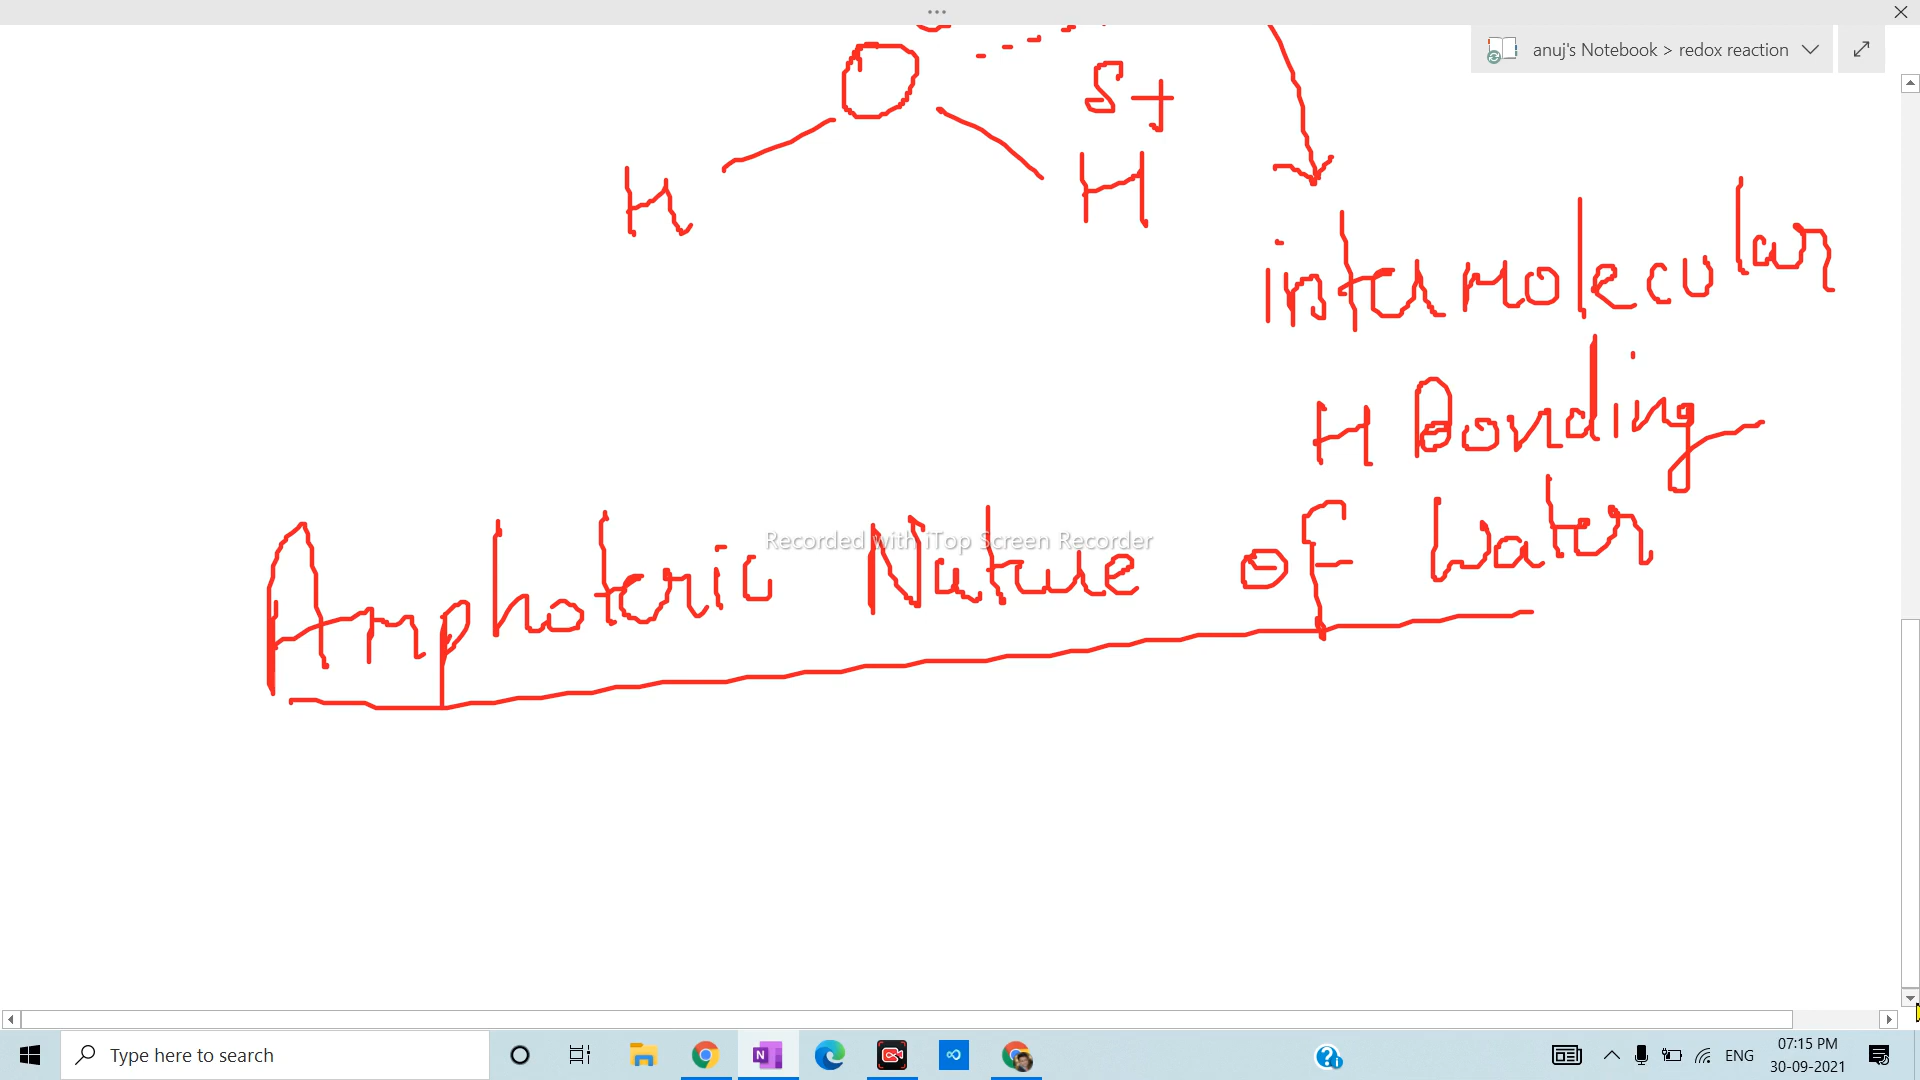 anuj's Notebook > redox reaction
O
S+
H
H
intermolecular
H Bonding
Amphoteric Nature of Water
Recorded with iTop Screen Recorder
Type here to search
ENG
07:15 PM
30-09-2021